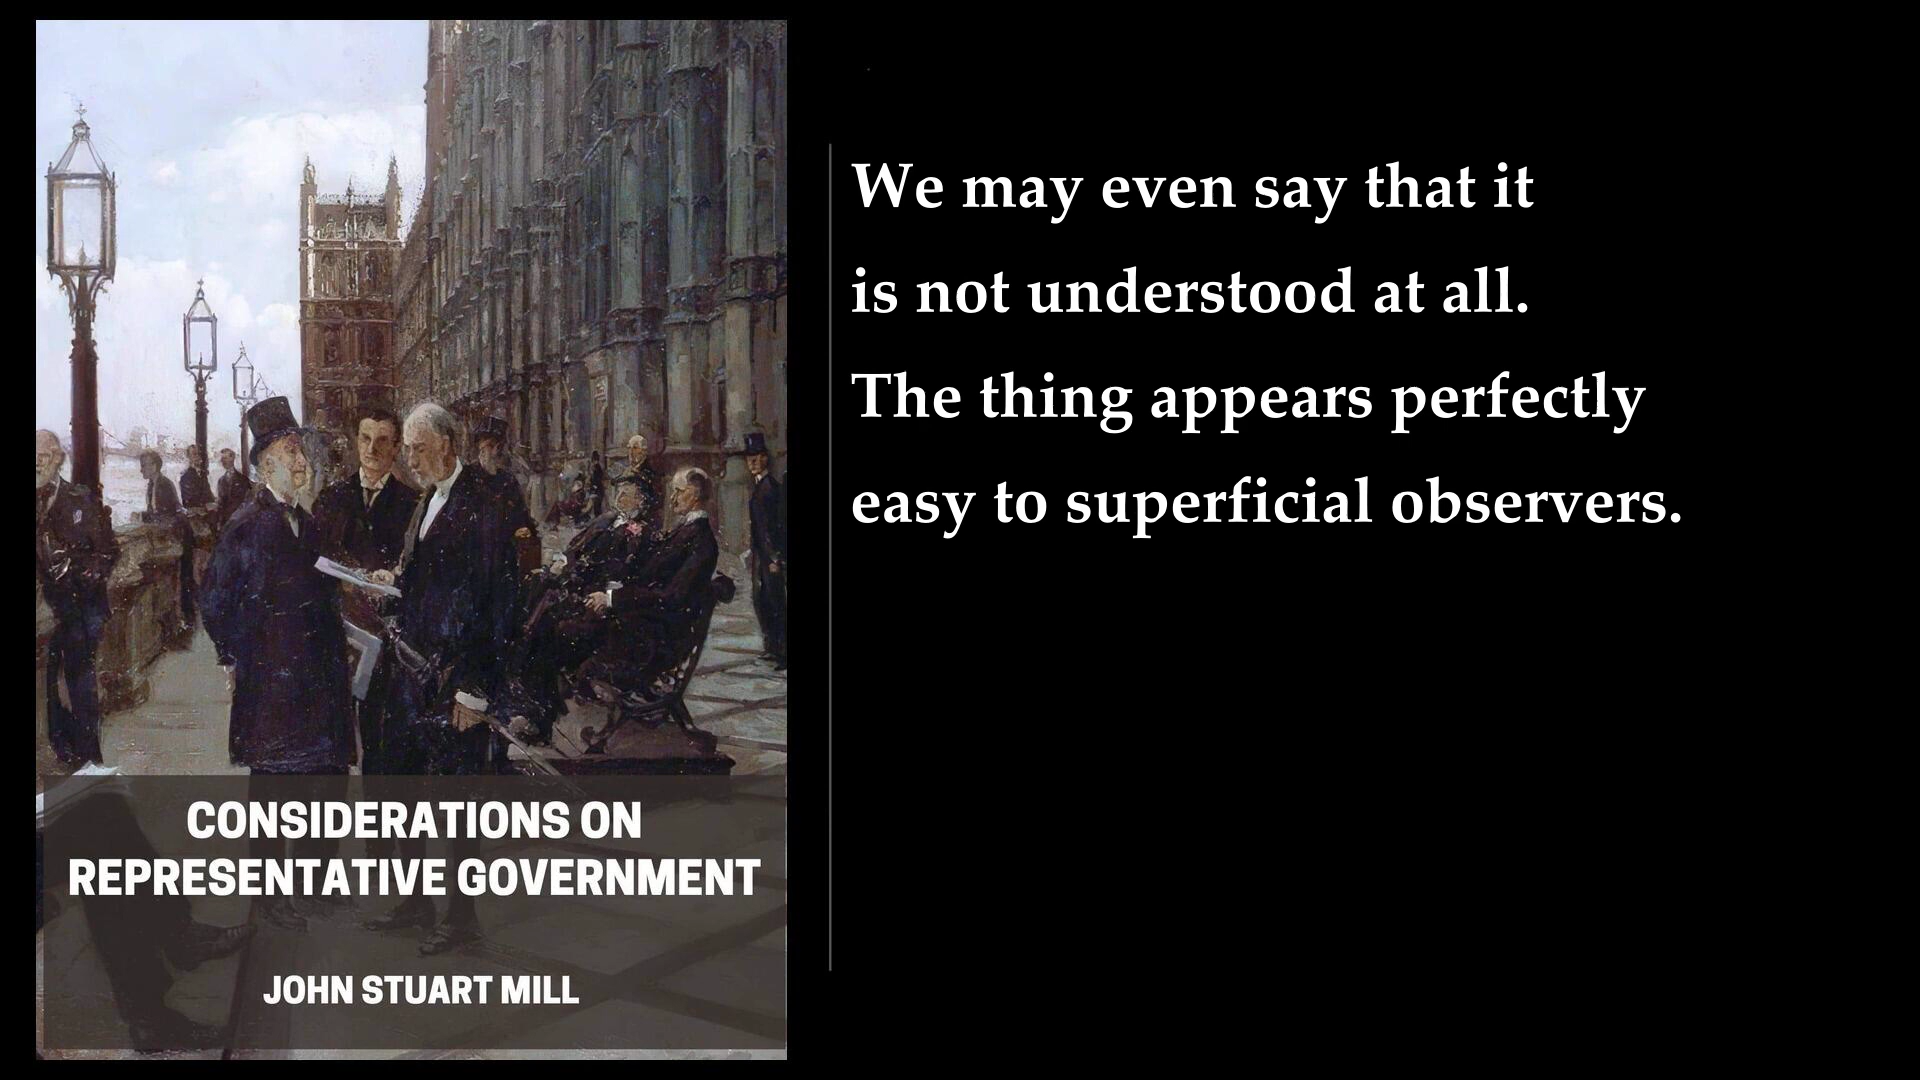 We may even say that it
is not understood at all.
The thing appears perfectly
easy to superficial observers.
CONSIDERATIONS ON
REPRESENTATIVE GOVERNMENT
JOHN STUART MILL